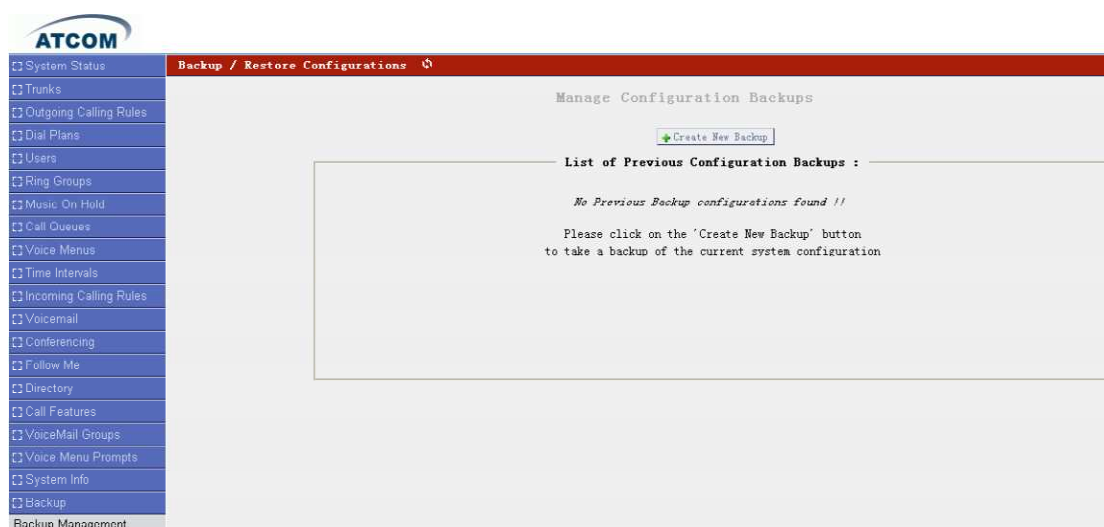 ATCOM
System Status
Trunks
Outgoing Calling Rules
Dial Plans
Users
Ring Groups
Music On Hold
Call Queues
Voice Menus
Time Intervals
Incoming Calling Rules
Voicemail
Conferencing
Follow Me
Directory
Call Features
VoiceMail Groups
Voice Menu Prompts
System Info
Backup
Backup Management
Backup / Restore Configurations
Manage Configuration Backups
Create New Backup
List of Previous Configuration Backups :
No Previous Backup configurations found !!
Please click on the 'Create New Backup' button
to take a backup of the current system configuration